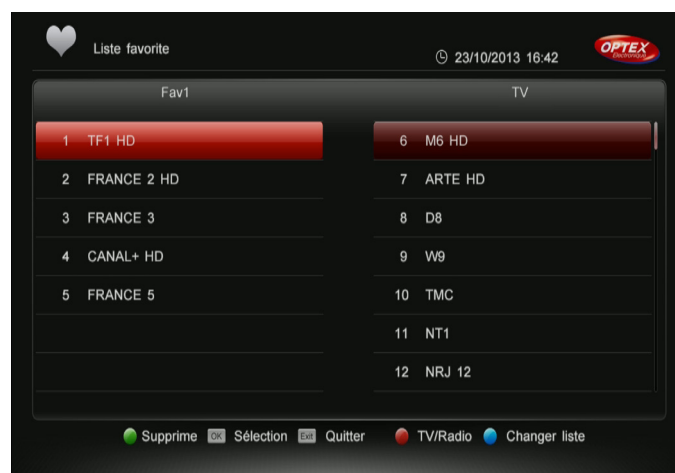 Liste favorite
23/10/2013 16:42
OPTEX
Electronique
Fav1
TV
1 TF1 HD
2 FRANCE 2 HD
3 FRANCE 3
4 CANAL+ HD
5 FRANCE 5
6 M6 HD
7 ARTE HD
8 D8
9 W9
10 TMC
11 NT1
12 NRJ 12
Supprime OK Sélection Exit Quitter TV/Radio Changer liste